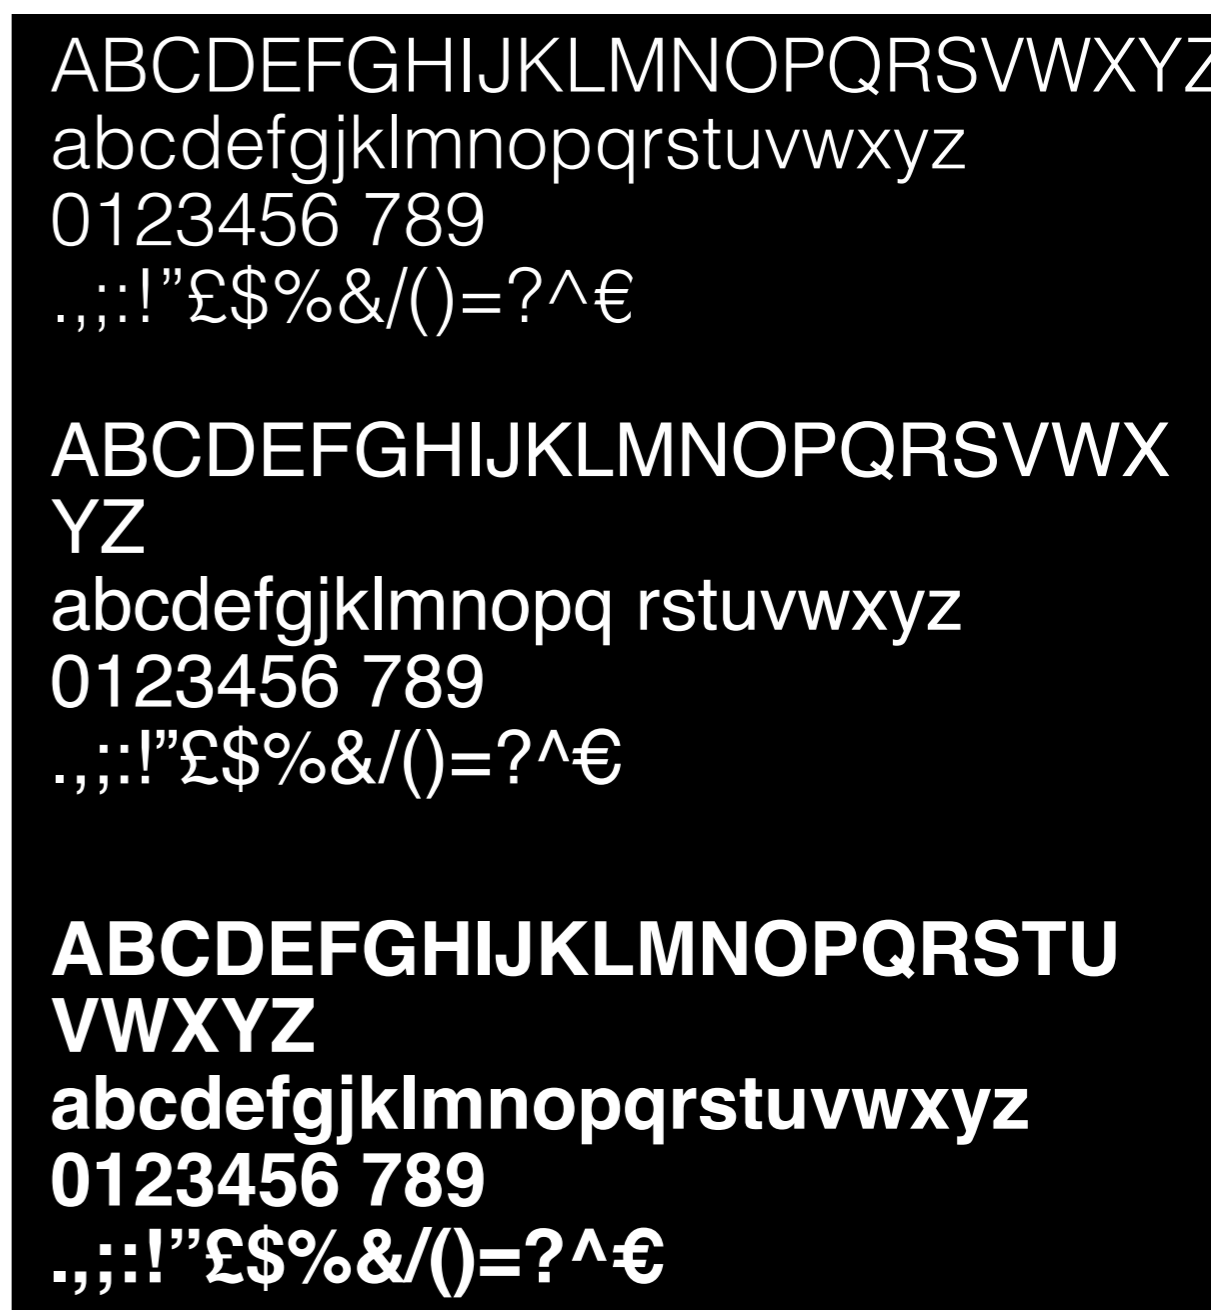 ABCDEFGHIJKLMNOPQRSVWXYZ
abcdefgjklmnopqrstuvwxyz
0123456 789
.,;:!”£$%&/()=?^€
ABCDEFGHIJKLMNOPQRSVWX
YZ
abcdefgjklmnopq rstuvwxyz
0123456 789
.,;:!”£$%&/()=?^€
ABCDEFGHIJKLMNOPQRSTU
VWXYZ
abcdefgjklmnopqrstuvwxyz
0123456 789
.,;:!”£$%&/()=?^€